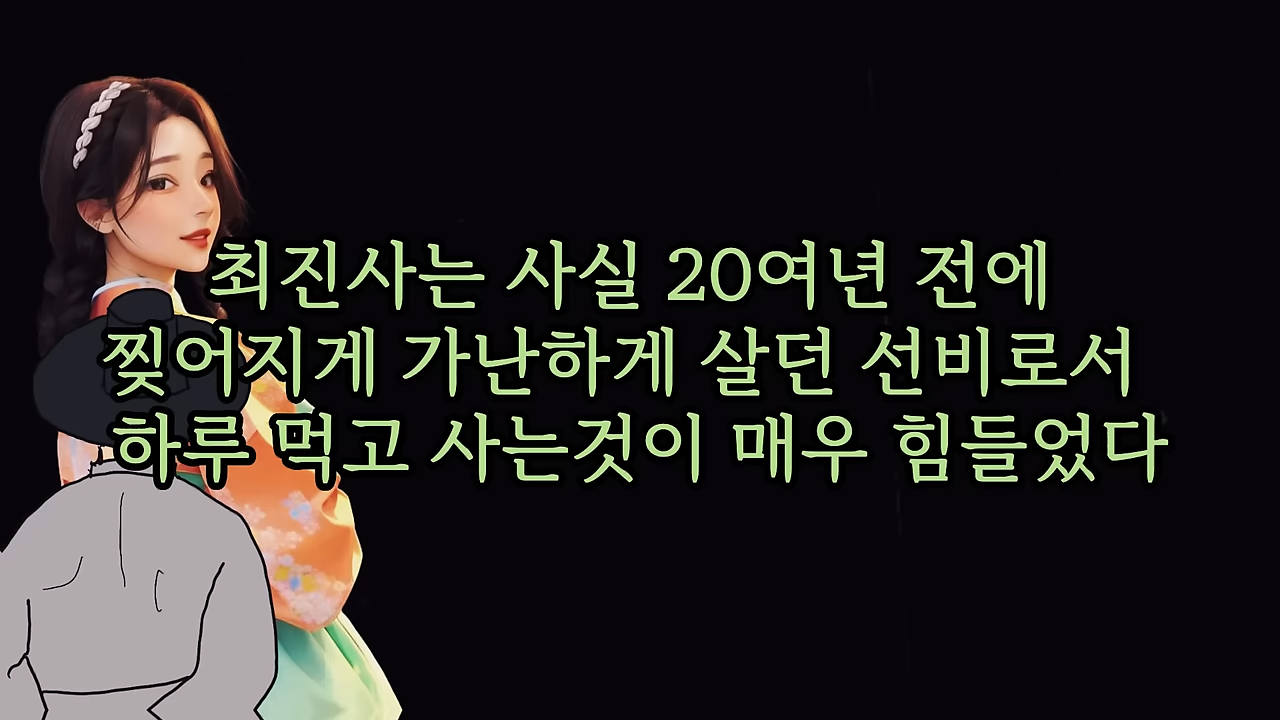 최진사는 사실 20여년 전에
찢어지게 가난하게 살던 선비로서
하루 먹고 사는것이 매우 힘들었다